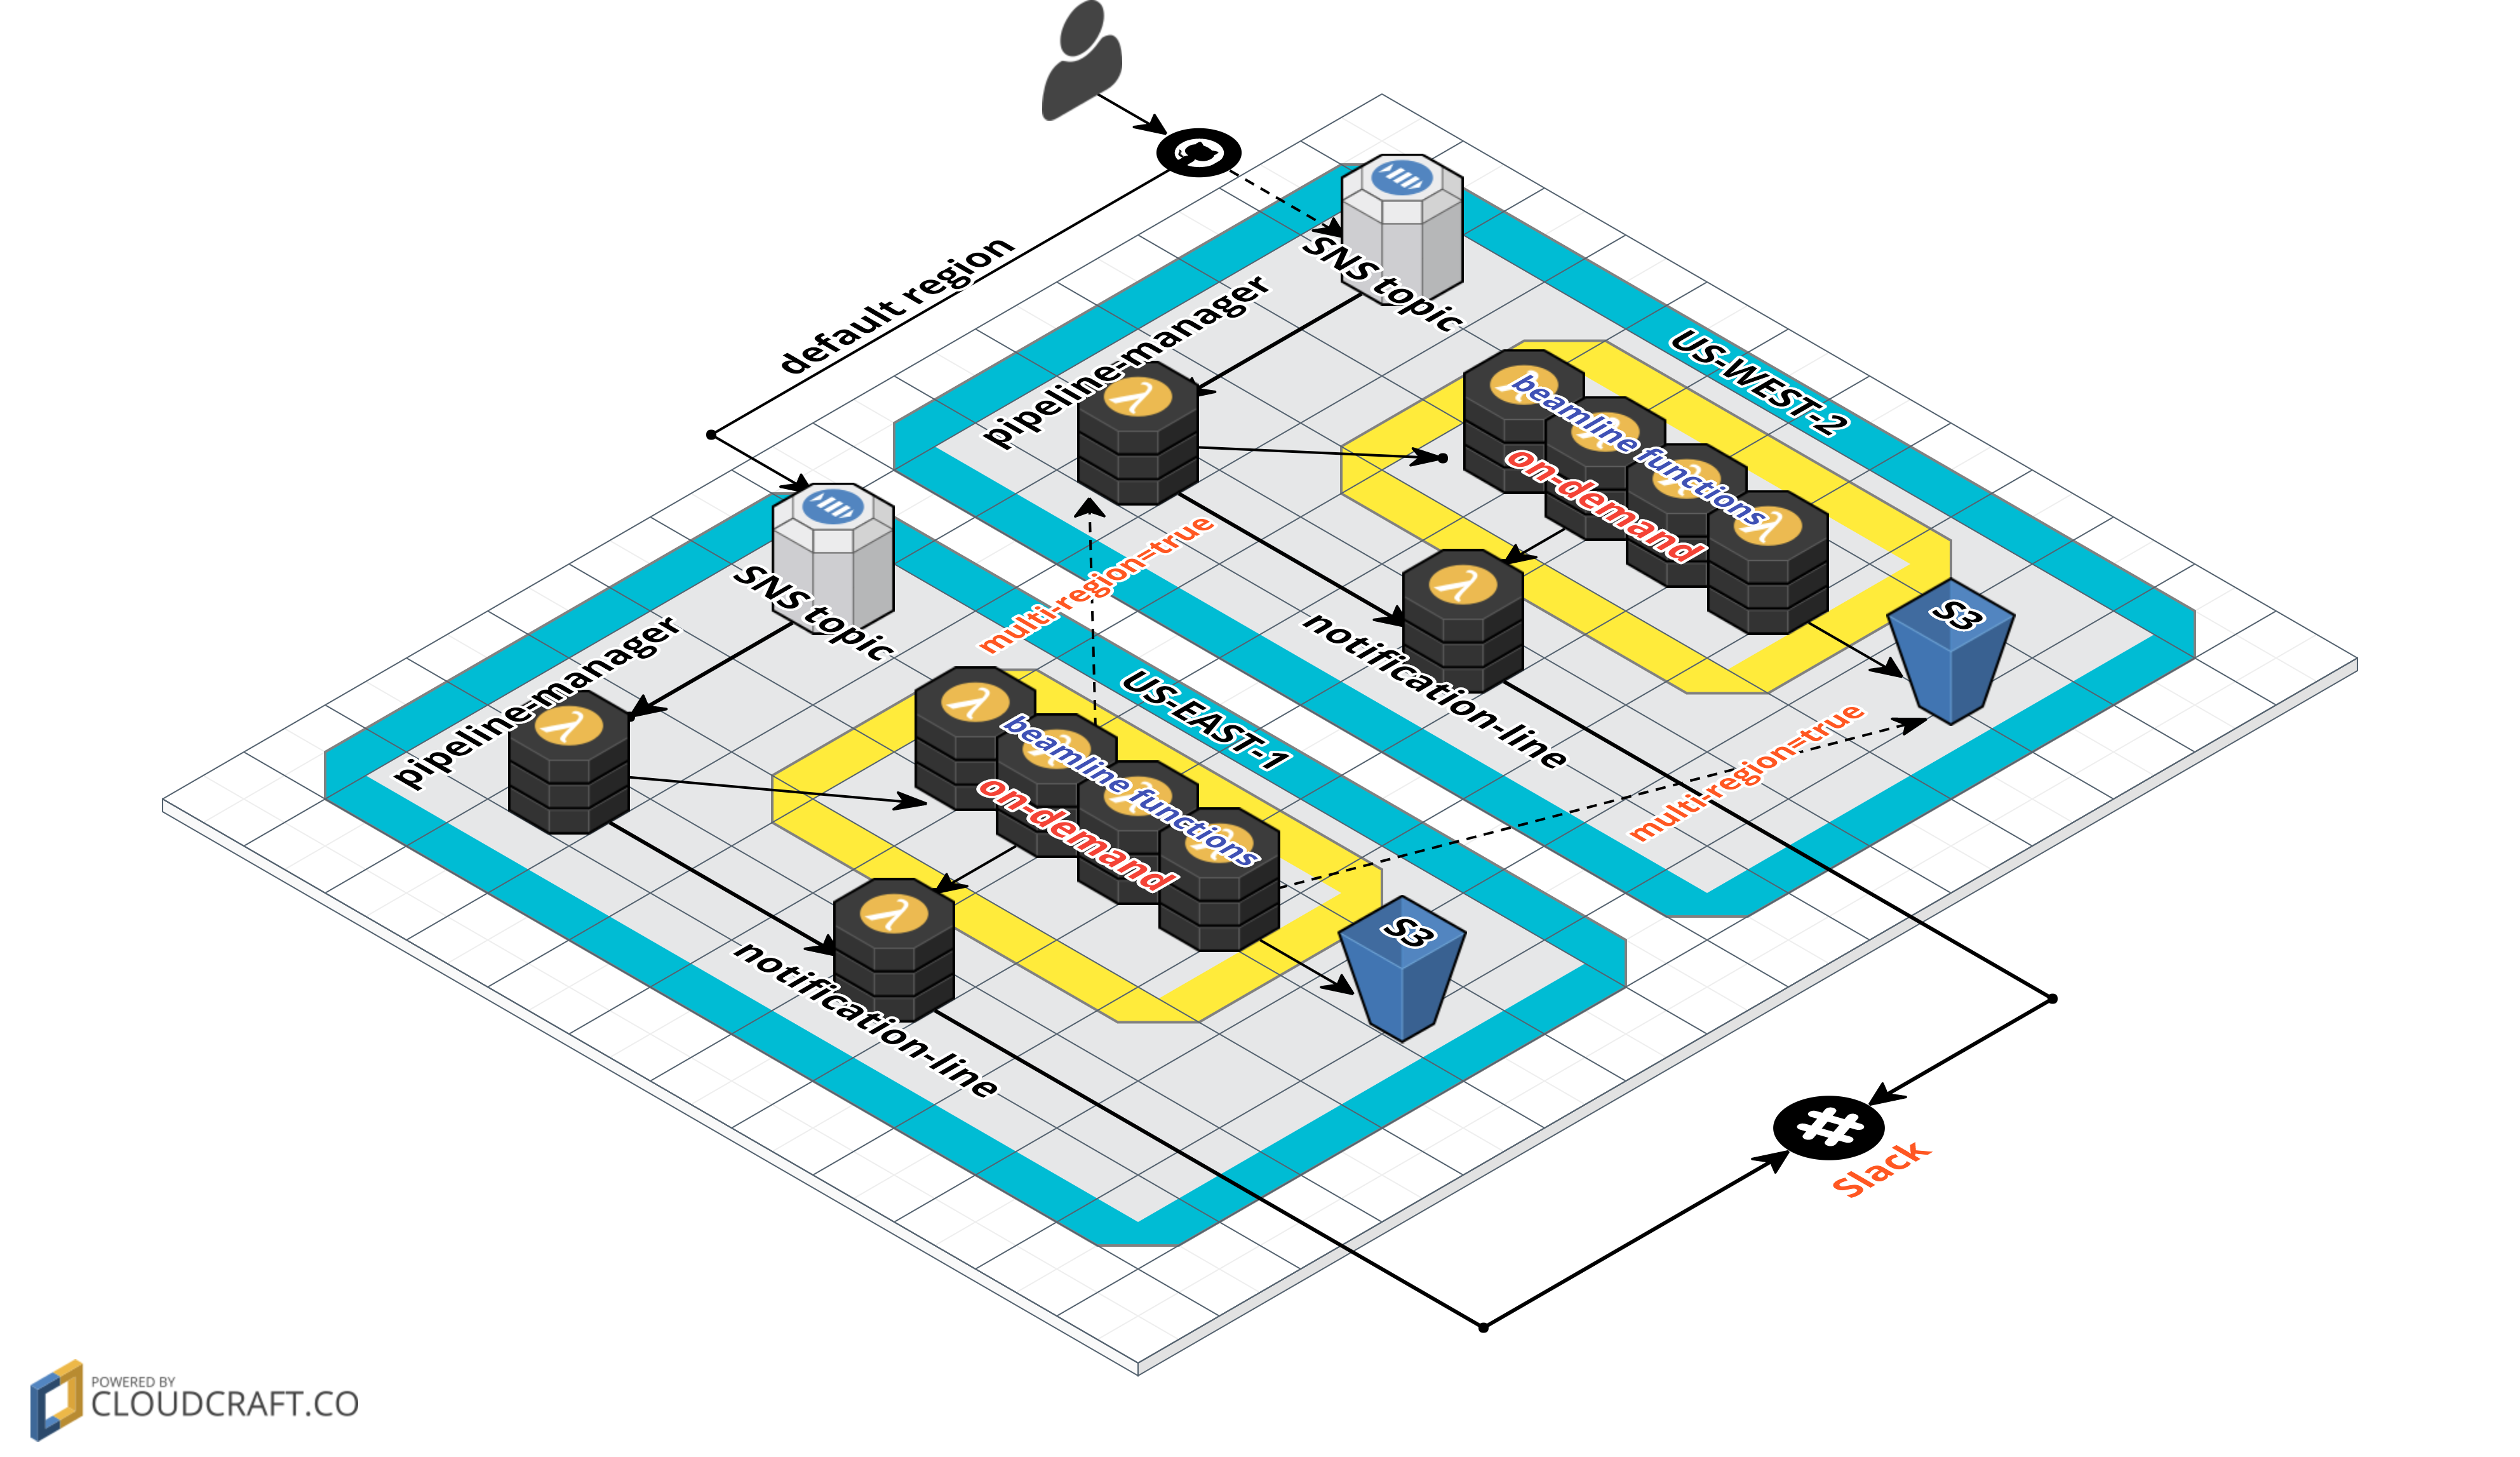 default region
SNS topic
pipeline-manager
US-WEST-2
beamline functions
on-demand
S3
notification-line
multi-region=true
SNS topic
pipeline-manager
US-EAST-1
beamline functions
on-demand
S3
notification-line
multi-region=true
Slack
POWERED BY
CLOUDCRAFT.CO